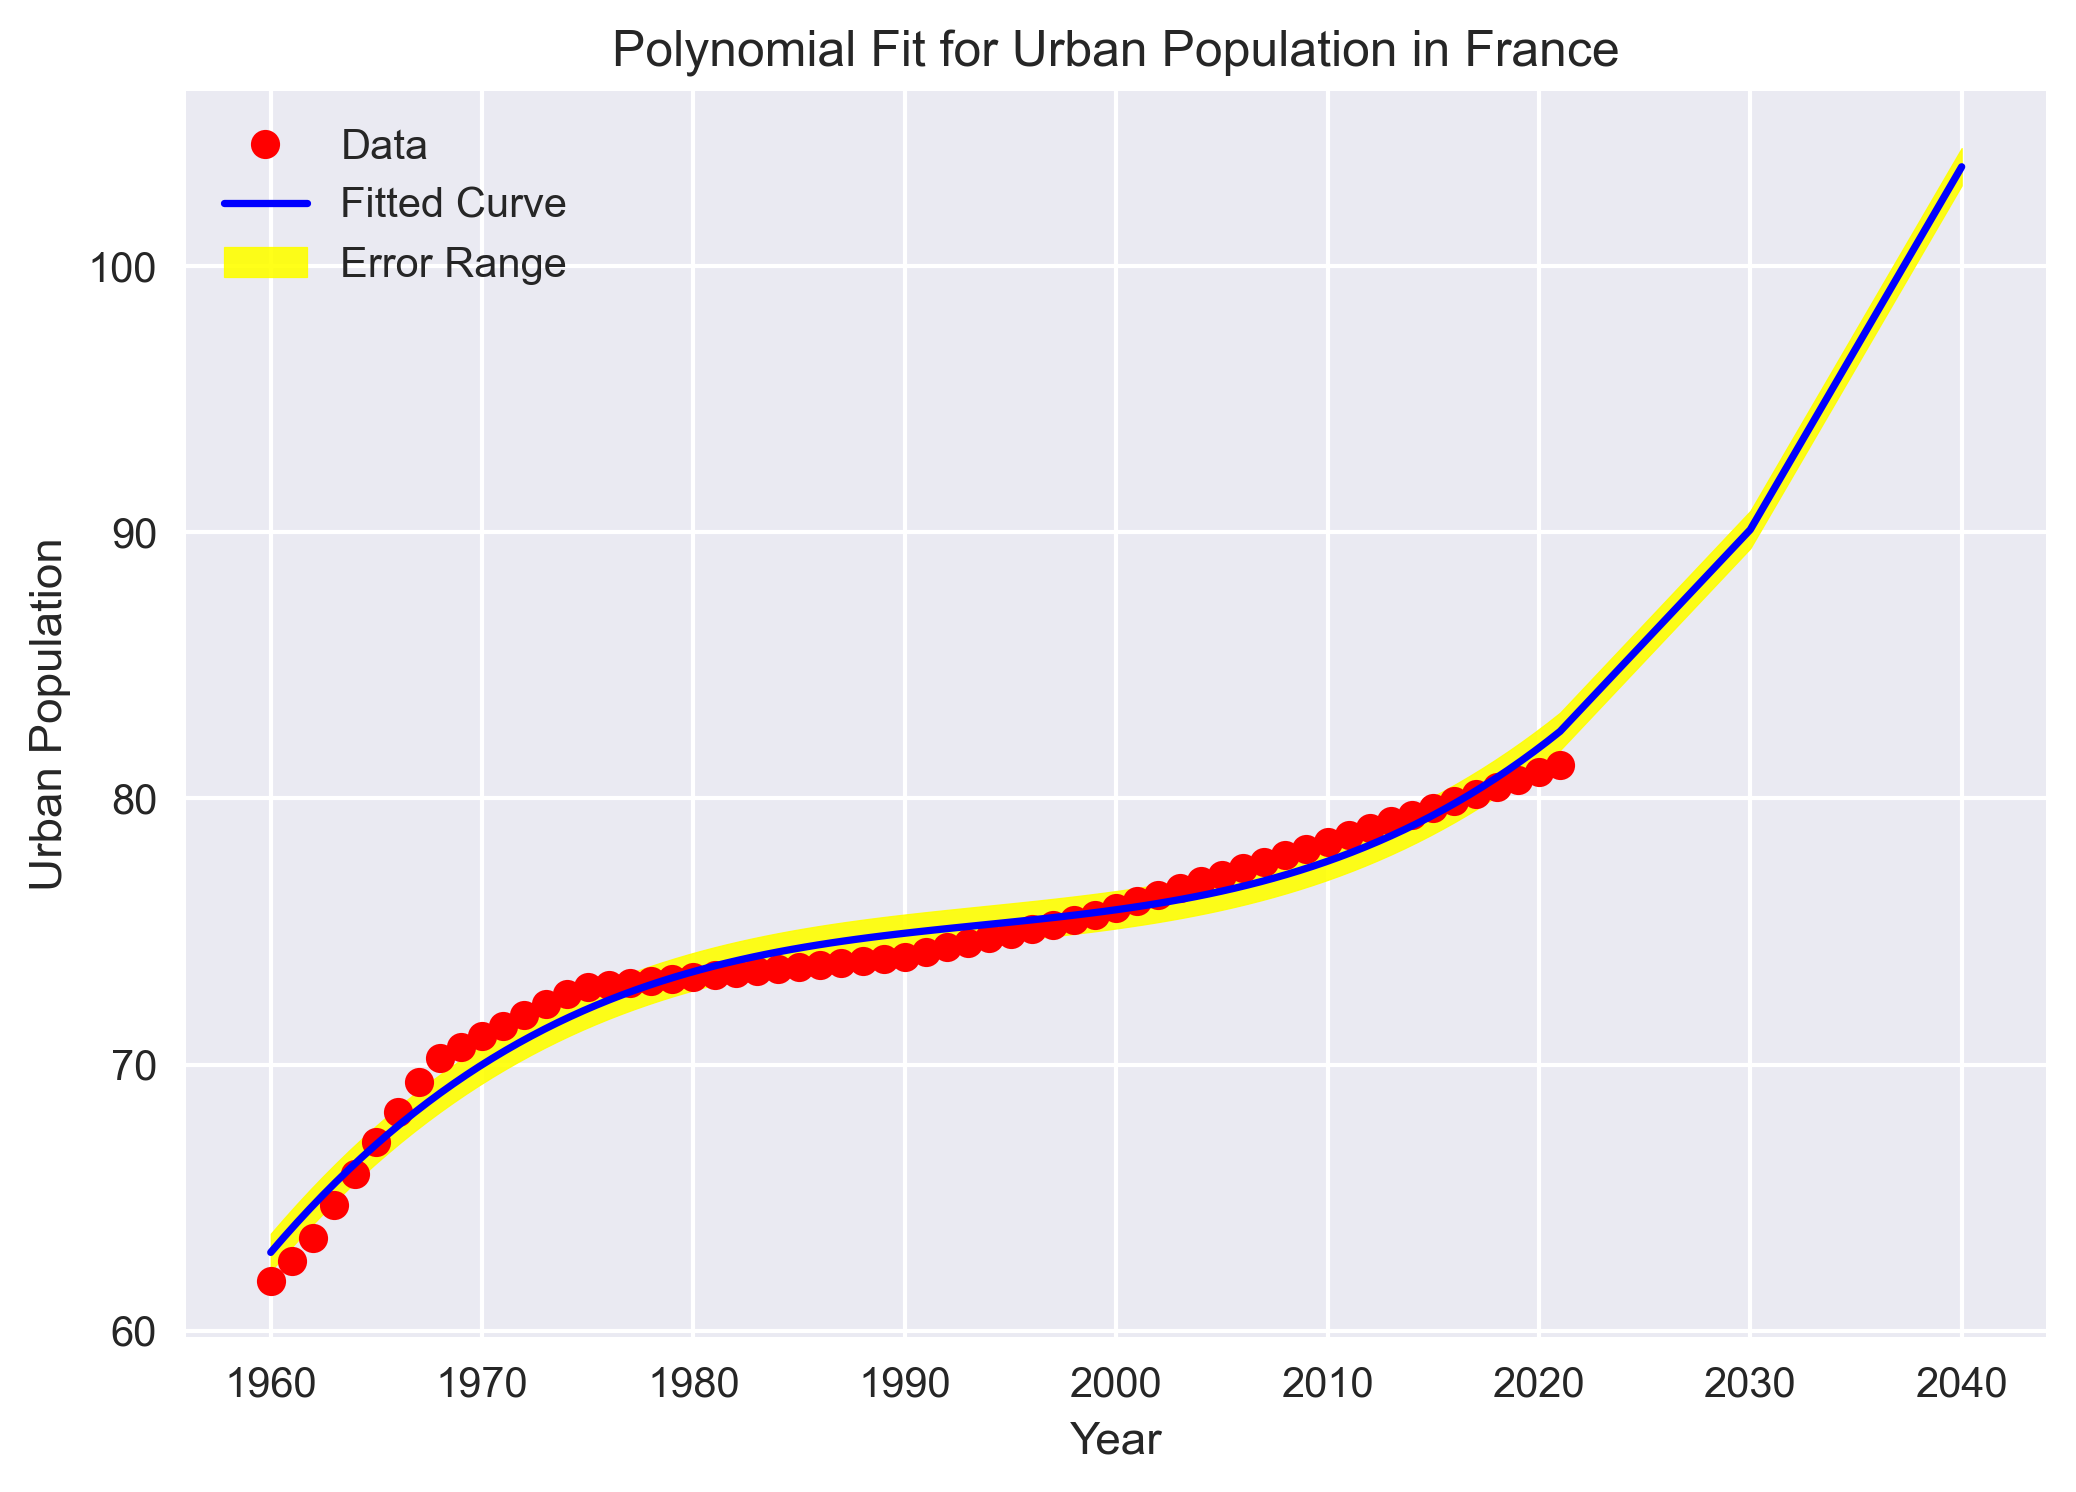 Polynomial Fit for Urban Population in France
Data
Fitted Curve
Error Range
100
90
80
70
60
Urban Population
1960 1970 1980 1990 2000 2010 2020 2030 2040
Year